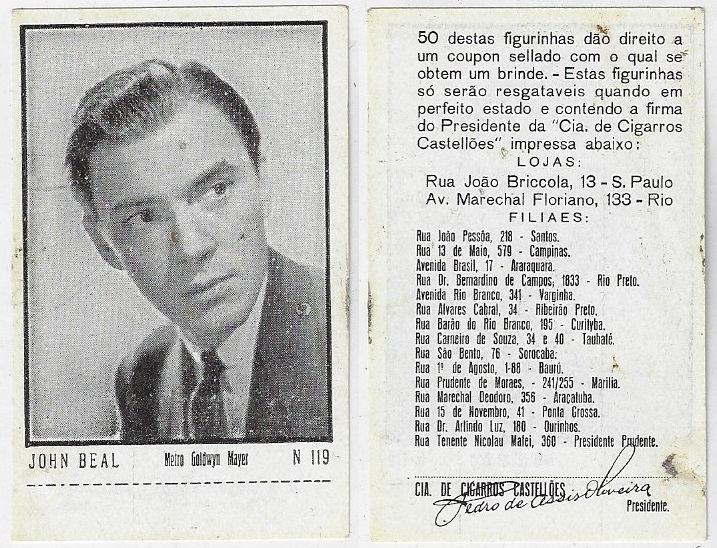 JOHN BEAL Metro Goldwyn Mayer N 119
50 destas figurinhas dão direito a
um coupon sellado com o qual se
obtem um brinde. - Estas figurinhas
só serão resgataveis quando em
perfeito estado e contendo a firma
do Presidente da "Cia. de Cigarros
Castellões" impressa abaixo:
LOJAS:
Rua João Briccola, 13 - S. Paulo
Av. Marechal Floriano, 133 - Rio
FILIAES:
Rua João Pessôa, 218 - Santos.
Rua 13 de Maio, 579 - Campinas.
Avenida Brasil, 17 - Araraquara.
Rua Dr. Bernardino de Campos, 1833 - Rio Preto.
Avenida Rio Branco, 341 - Varginha.
Rua Alvares Cabral, 34 - Ribeirão Preto.
Rua Barão do Rio Branco, 195 - Curityba.
Rua Carneiro de Souza, 34 e 40 - Taubaté.
Rua São Bento, 76 - Sorocaba.
Rua 1º de Agosto, 1-88 - Baurú.
Rua Prudente de Moraes, - 241/255 - Marilia.
Rua Marechal Deodoro, 356 - Araçatuba.
Rua 15 de Novembro, 41 - Ponta Grossa.
Rua Dr. Arlindo Luz, 180 - Ourinhos.
Rua Tenente Nicolau Mafei, 360 - Presidente Prudente.
CIA. DE CIGARROS CASTELLÕES
Pedro de Assis Oliveira
Presidente.